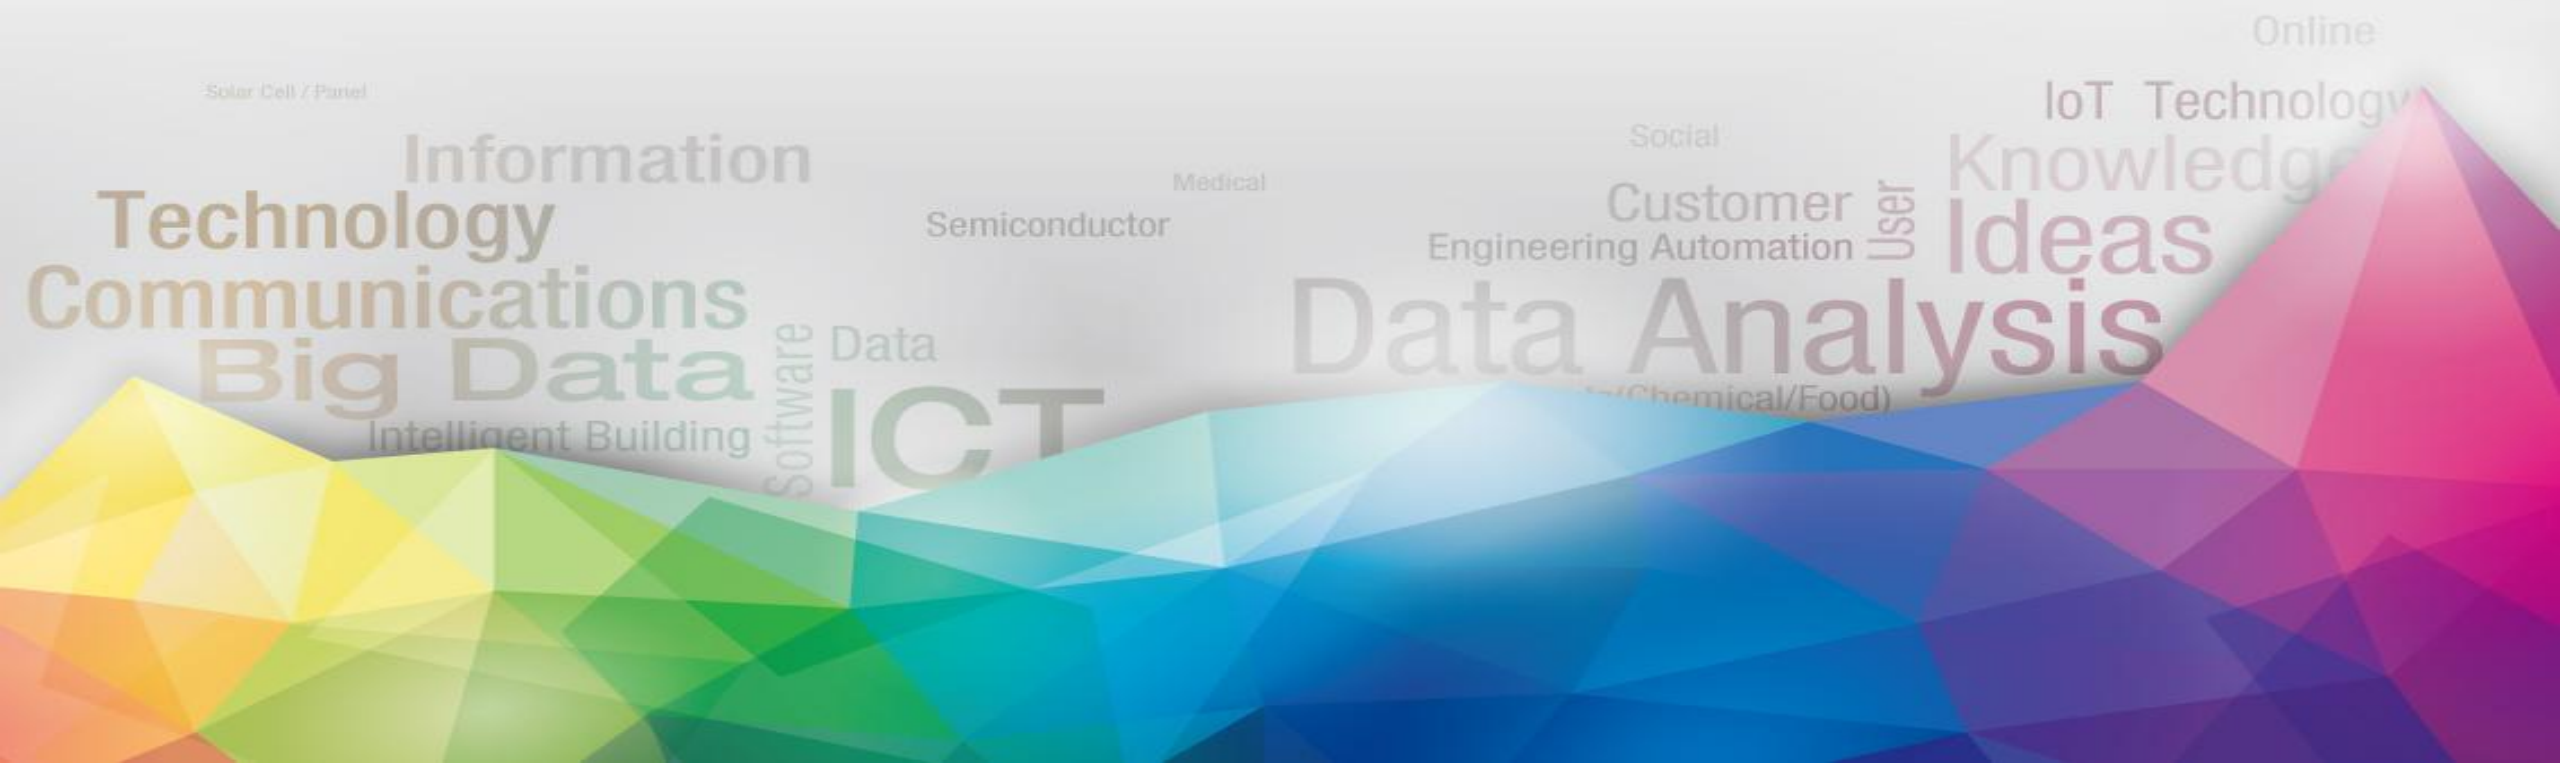 Online
Solar Cell / Panel
IoT Technology
Social
Information
Knowledge
Medical
Technology
Semiconductor
Customer
User
Ideas
Engineering Automation
Communications
Data Analysis
Software
Data
Big Data
ICT
(Chemical/Food)
Intelligent Building